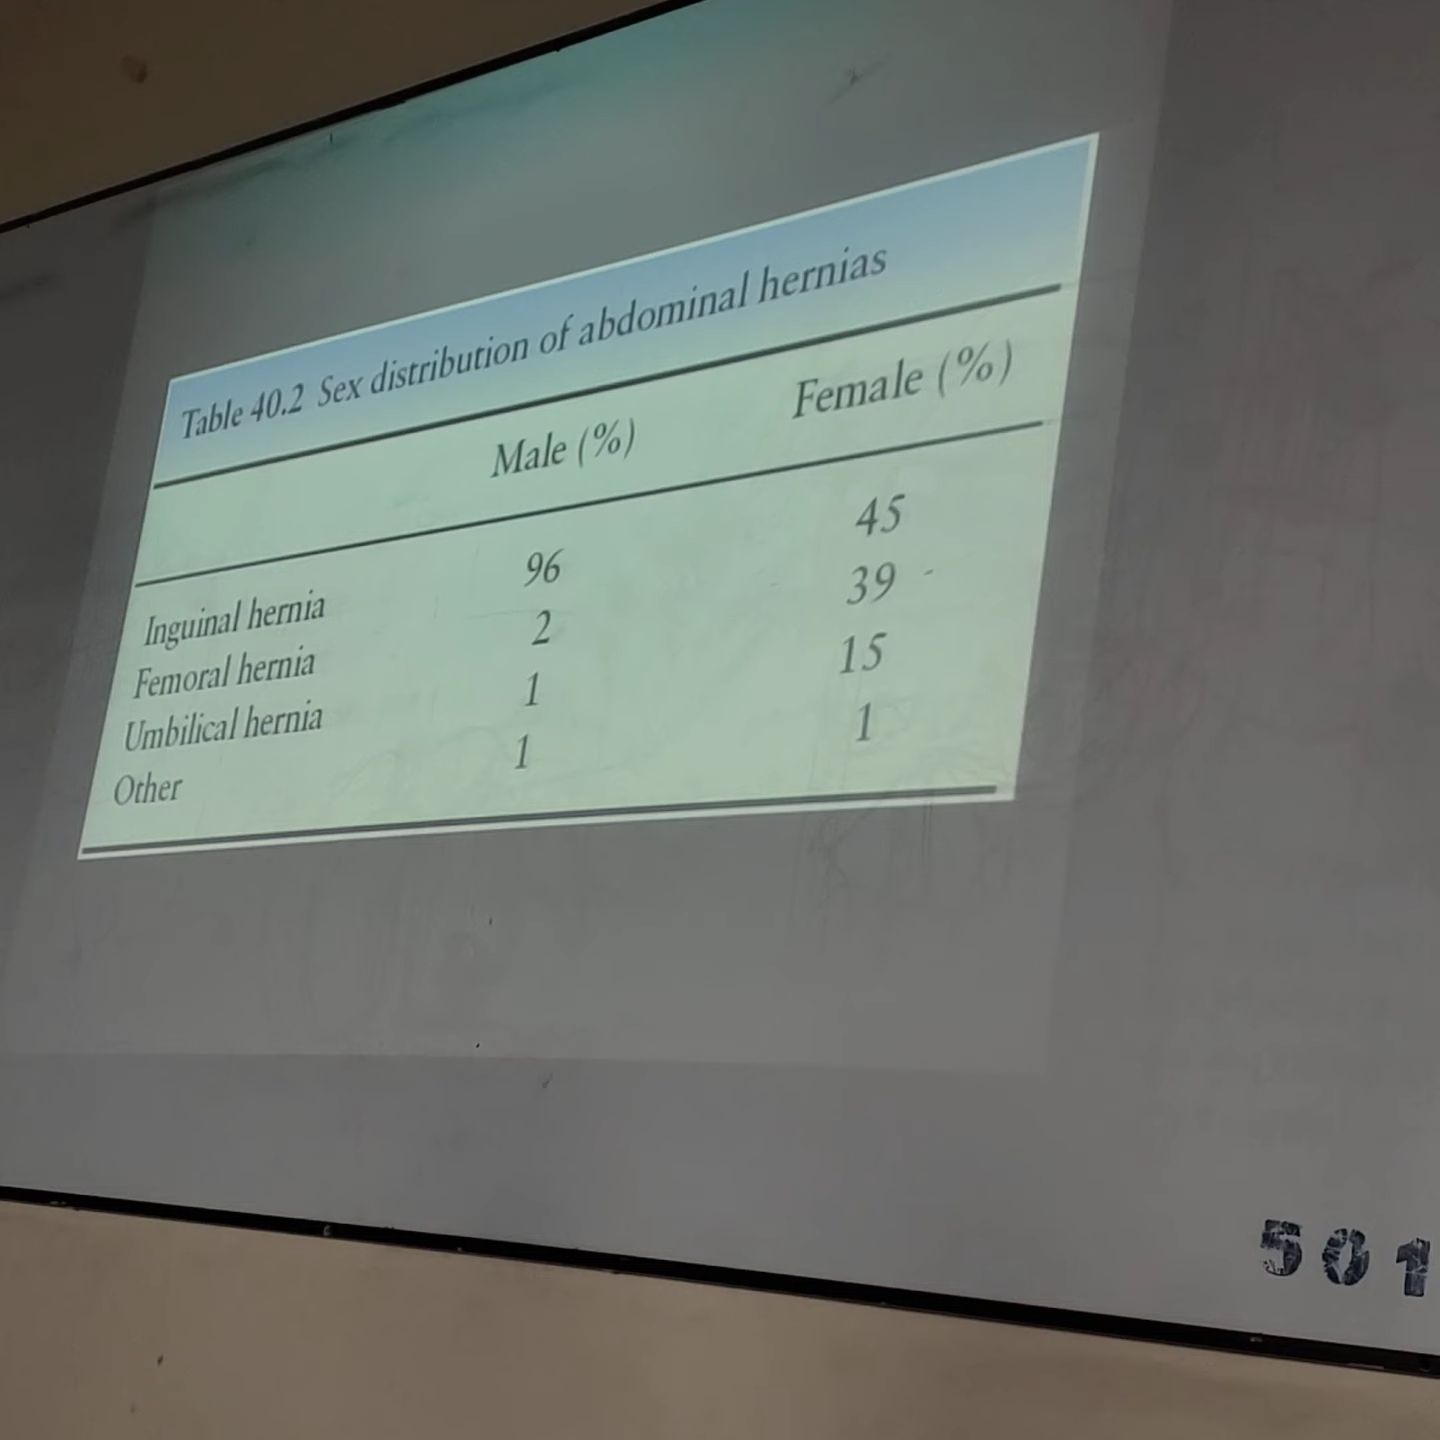 Table 40.2 Sex distribution of abdominal hernias
Male (%) Female (%)
Inguinal hernia 96 45
Femoral hernia 2 39
Umbilical hernia 1 15
Other 1 1
501